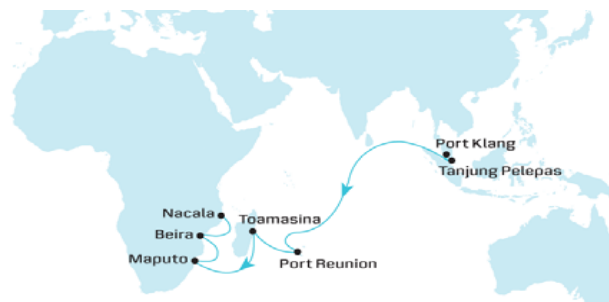 Port Klang
Tanjung Pelepas
Nacala
Toamasina
Beira
Maputo
Port Reunion